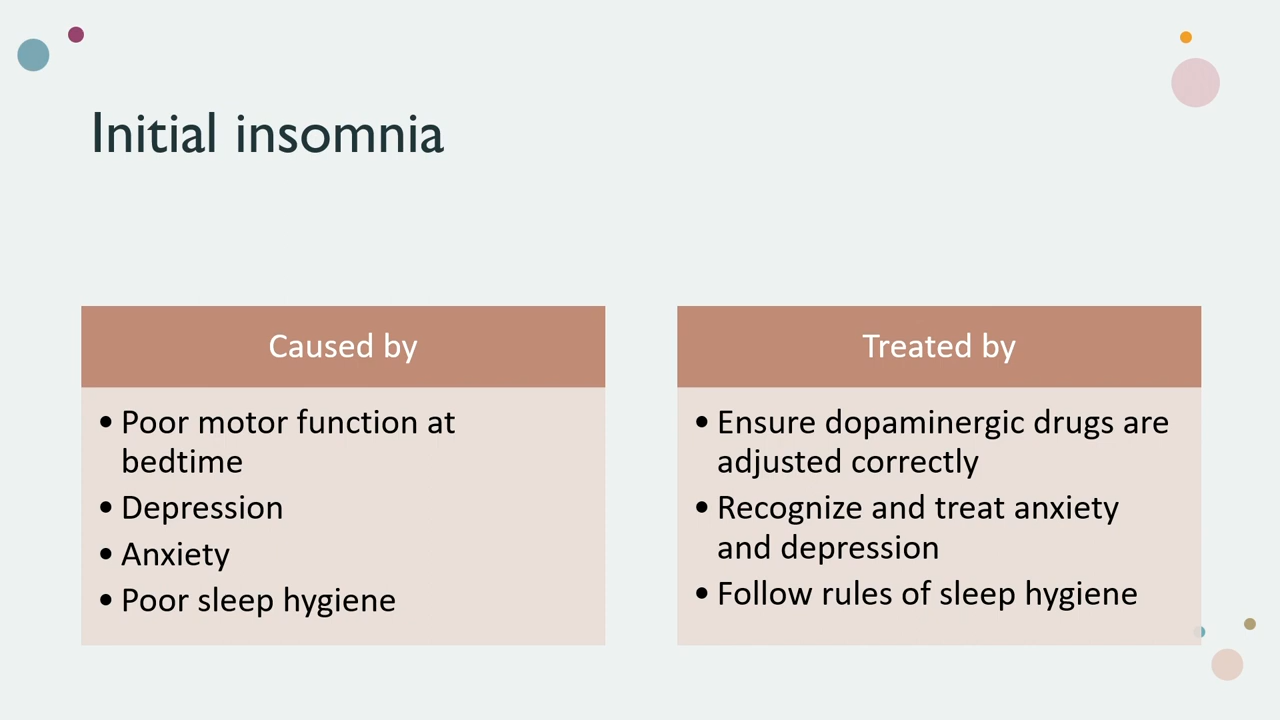 Initial insomnia
Caused by
• Poor motor function at
bedtime
• Depression
• Anxiety
• Poor sleep hygiene
Treated by
• Ensure dopaminergic drugs are
adjusted correctly
• Recognize and treat anxiety
and depression
• Follow rules of sleep hygiene